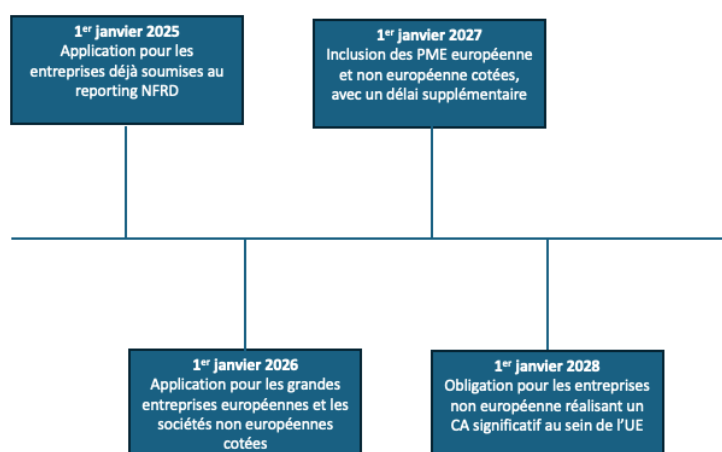 1er janvier 2025
Application pour les
entreprises déjà soumises au
reporting NFRD
1er janvier 2027
Inclusion des PME européenne
et non européenne cotées,
avec un délai supplémentaire
1er janvier 2026
Application pour les grandes
entreprises européennes et les
sociétés non européennes
cotées
1er janvier 2028
Obligation pour les entreprises
non européenne réalisant un
CA significatif au sein de l'UE